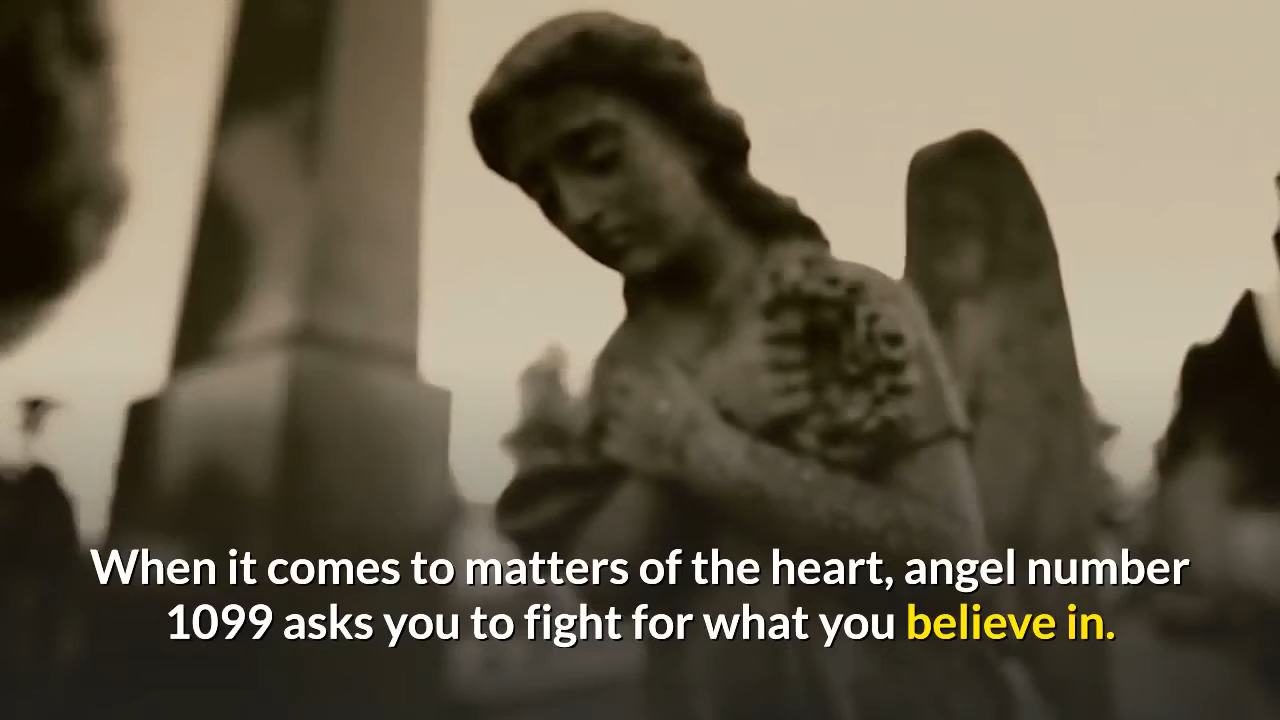 When it comes to matters of the heart, angel number
1099 asks you to fight for what you believe in.